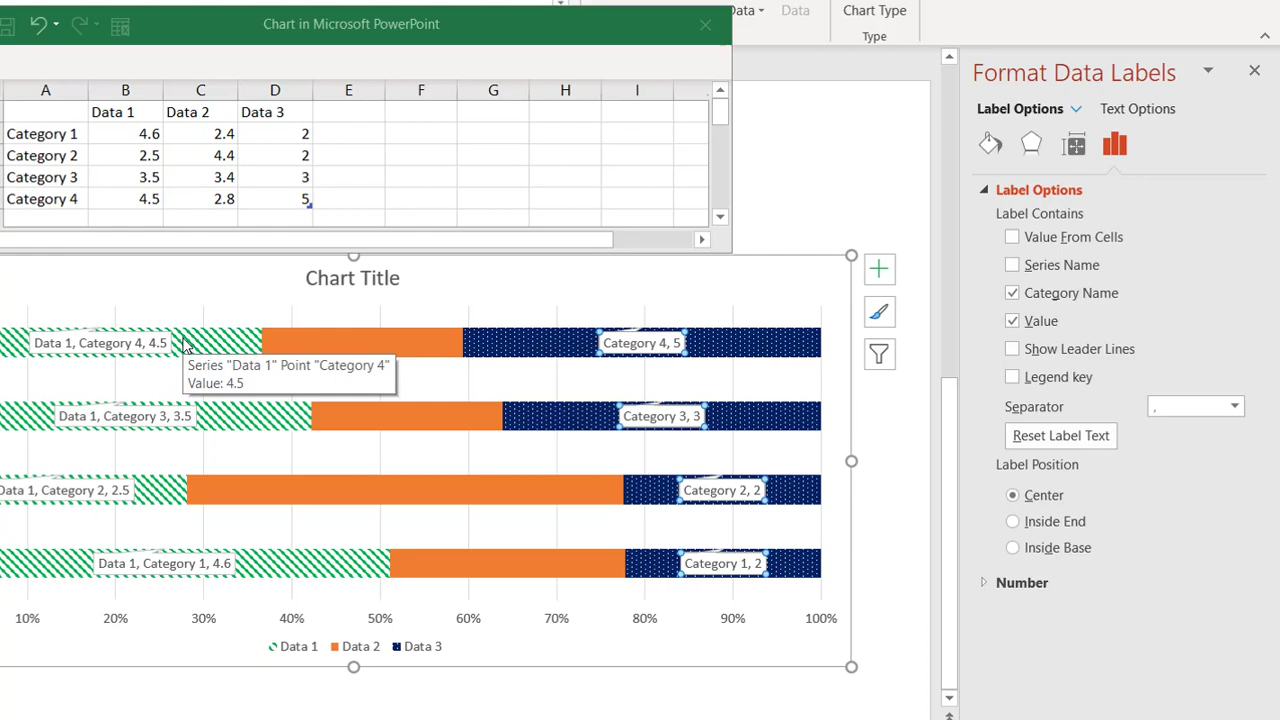 Data
Data
Chart Type
Type
Chart in Microsoft PowerPoint
A B C D E F G H I
Data 1 Data 2 Data 3
Category 1 4.6 2.4 2
Category 2 2.5 4.4 2
Category 3 3.5 3.4 3
Category 4 4.5 2.8 5
Chart Title
Data 1, Category 4, 4.5
Category 4, 5
Series "Data 1" Point "Category 4"
Value: 4.5
Data 1, Category 3, 3.5
Category 3, 3
Data 1, Category 2, 2.5
Category 2, 2
Data 1, Category 1, 4.6
Category 1, 2
10% 20% 30% 40% 50% 60% 70% 80% 90% 100%
Data 1 Data 2 Data 3
Format Data Labels
Label Options Text Options
Label Options
Label Contains
Value From Cells
Series Name
Category Name
Value
Show Leader Lines
Legend key
Separator ,
Reset Label Text
Label Position
Center
Inside End
Inside Base
Number